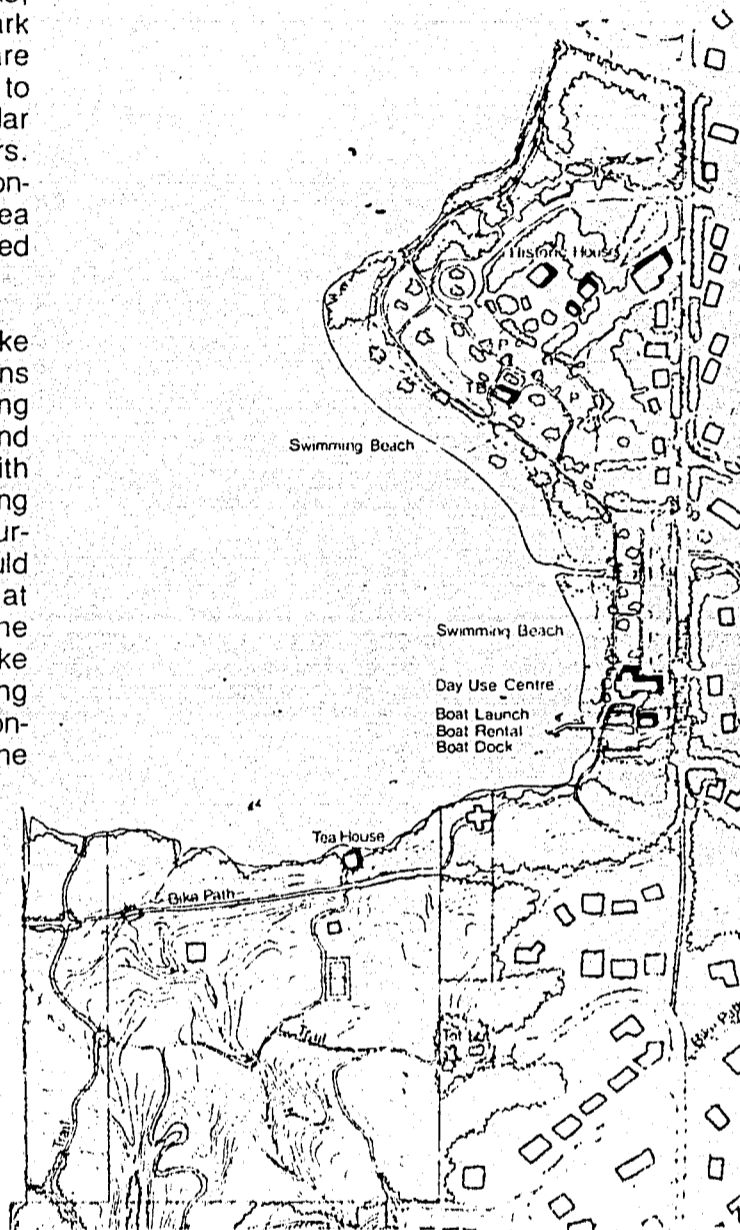 ark
are
to
lar
rs.
on-
ea
ed
ke
ns
ng
nd
ith
ng
ur-
uld
at
he
ke
ng
on-
he
Historic House
P
P
TB
Swimming Beach
Swimming Beach
Day Use Centre
Boat Launch
Boat Rental
Boat Dock
Tea House
Bike Path
Trail
Trail
Bike Path